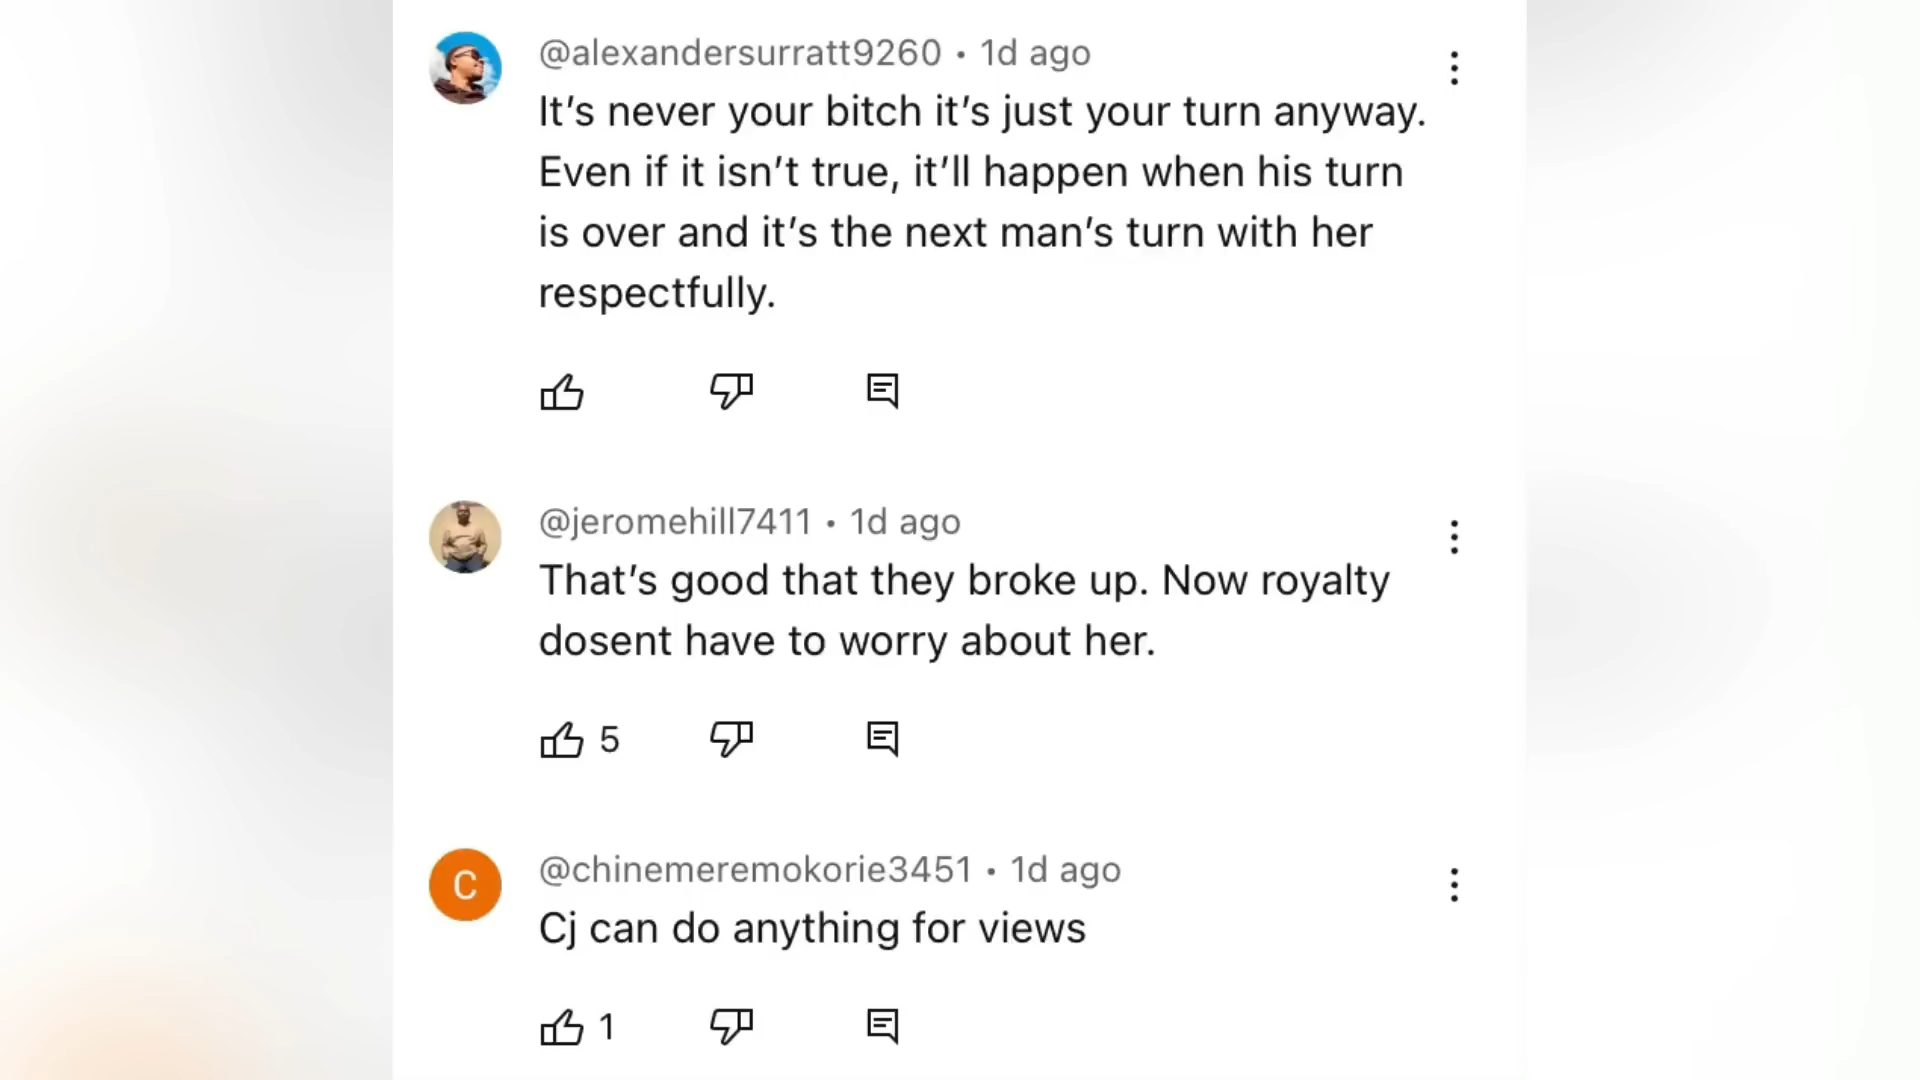 @alexandersurratt9260 • 1d ago
It’s never your bitch it’s just your turn anyway.
Even if it isn’t true, it’ll happen when his turn
is over and it’s the next man’s turn with her
respectfully.
@jeromehill7411 • 1d ago
That’s good that they broke up. Now royalty
dosent have to worry about her.
5
C
@chinemeremokorie3451 • 1d ago
Cj can do anything for views
1